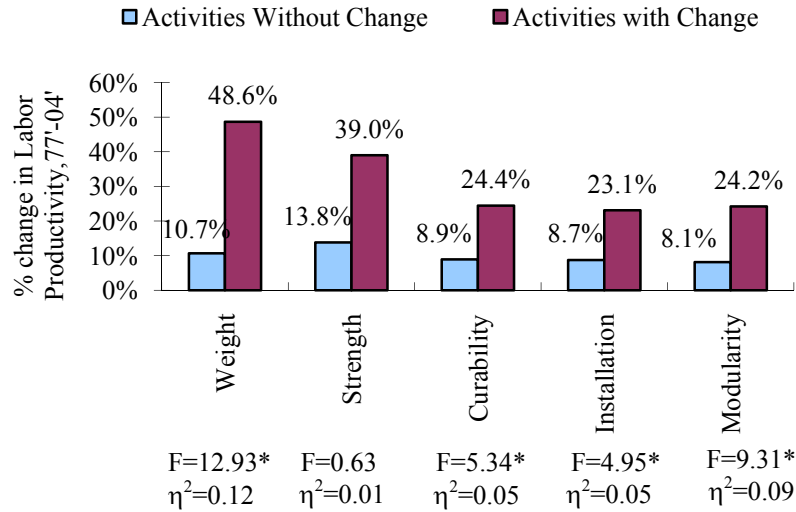 Activities Without Change Activities with Change
% change in Labor
Productivity,77'-04'
60%
50%
40%
30%
20%
10%
0%
10.7% 48.6% 13.8% 39.0% 8.9% 24.4% 8.7% 23.1% 8.1% 24.2%
Weight Strength Curability Installation Modularity
F=12.93* F=0.63 F=5.34* F=4.95* F=9.31*
η²=0.12 η²=0.01 η²=0.05 η²=0.05 η²=0.09